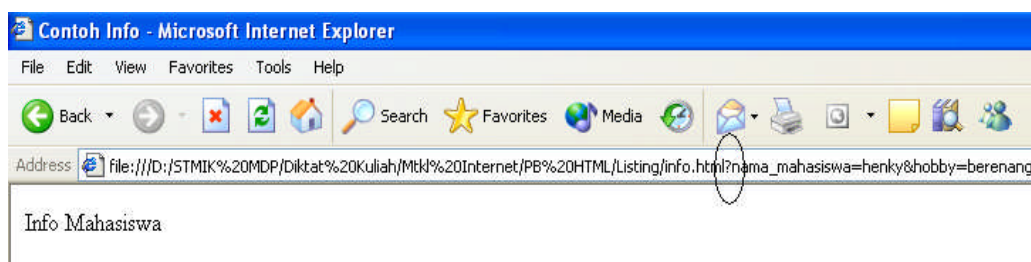 Contoh Info - Microsoft Internet Explorer
File Edit View Favorites Tools Help
Back Search Favorites Media
Address file:///D:/STMIK%20MDP/Diktat%20Kuliah/Mtkl%20Internet/PB%20HTML/Listing/info.html?nama_mahasiswa=henky&hobby=berenang
Info Mahasiswa